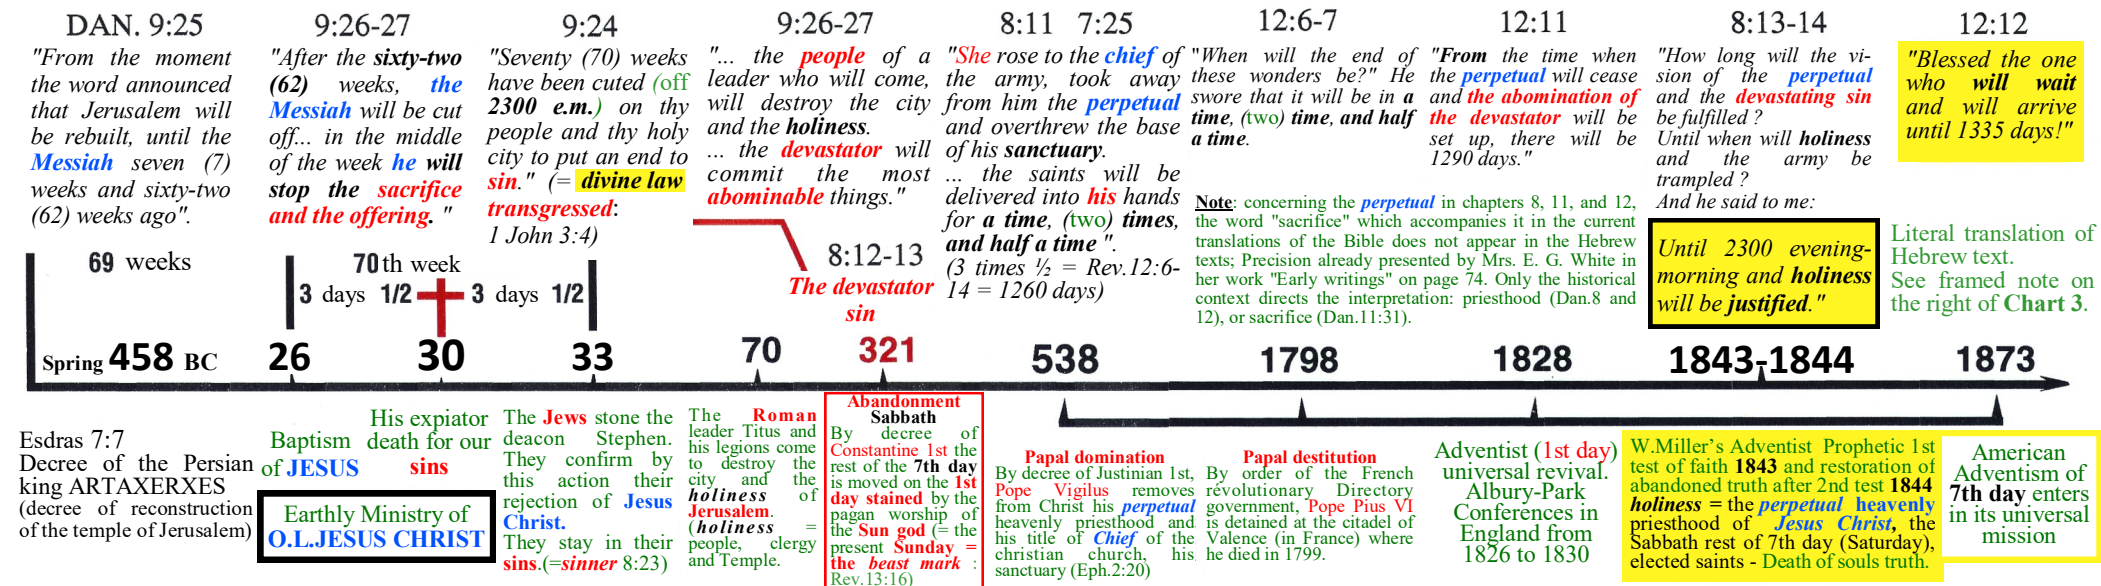 DAN. 9:25
"From the moment
the word announced
that Jerusalem will
be rebuilt, until the
Messiah seven (7)
weeks and sixty-two
(62) weeks ago".
9:26-27
"After the sixty-two
(62) weeks, the
Messiah will be cut
off... in the middle
of the week he will
stop the sacrifice
and the offering. "
9:24
"Seventy (70) weeks
have been cuted (off
2300 e.m.) on thy
people and thy holy
city to put an end to
sin." (= divine law
transgressed:
1 John 3:4)
9:26-27
"... the people of a
leader who will come,
will destroy the city
and the holiness.
... the devastator will
commit the most
abominable things."
8:11 7:25
"She rose to the chief of
the army, took away
from him the perpetual
and overthrew the base
of his sanctuary.
... the saints will be
delivered into his hands
for a time, (two) times,
and half a time ".
(3 times ½ = Rev.12:6-
14 = 1260 days)
12:6-7
"When will the end of
these wonders be?" He
swore that it will be in a
time, (two) time, and half
a time.
12:11
"From the time when
the perpetual will cease
and the abomination of
the devastator will be
set up, there will be
1290 days."
8:13-14
"How long will the vi-
sion of the perpetual
and the devastating sin
be fulfilled ?
Until when will holiness
and the army be
trampled ?
And he said to me:
Until 2300 evening-
morning and holiness
will be justified."
12:12
"Blessed the one
who will wait
and will arrive
until 1335 days!"
Note: concerning the perpetual in chapters 8, 11, and 12,
the word "sacrifice" which accompanies it in the current
translations of the Bible does not appear in the Hebrew
texts; Precision already presented by Mrs. E. G. White in
her work "Early writings" on page 74. Only the historical
context directs the interpretation: priesthood (Dan.8 and
12), or sacrifice (Dan.11:31).
Literal translation of
Hebrew text.
See framed note on
the right of Chart 3.
69 weeks
70th week
3 days 1/2
3 days 1/2
8:12-13
The devastator
sin
Spring 458 BC
26
30
33
70
321
538
1798
1828
1843-1844
1873
Esdras 7:7
Decree of the Persian
king ARTAXERXES
(decree of reconstruction
of the temple of Jerusalem)
Baptism
of JESUS
His expiator
death for our
sins
Earthly Ministry of
O.L.JESUS CHRIST
The Jews stone the
deacon Stephen.
They confirm by
this action their
rejection of Jesus
Christ.
They stay in their
sins.(=sinner 8:23)
The Roman
leader Titus and
his legions come
to destroy the
city and the
holiness of
Jerusalem.
(holiness =
people, clergy
and Temple.
Abandonment
Sabbath
By decree of
Constantine 1st the
rest of the 7th day
is moved on the 1st
day stained by the
pagan worship of
the Sun god (= the
present Sunday =
the beast mark :
Rev.13:16)
Papal domination
By decree of Justinian 1st,
Pope Vigilus removes
from Christ his perpetual
heavenly priesthood and
his title of Chief of the
christian church, his
sanctuary (Eph.2:20)
Papal destitution
By order of the French
révolutionary Directory
government, Pope Pius VI
is detained at the citadel of
Valence (in France) where
he died in 1799.
Adventist (1st day)
universal revival.
Albury-Park
Conferences in
England from
1826 to 1830
W.Miller's Adventist Prophetic 1st
test of faith 1843 and restoration of
abandoned truth after 2nd test 1844
holiness = the perpetual heavenly
priesthood of Jesus Christ, the
Sabbath rest of 7th day (Saturday),
elected saints - Death of souls truth.
American
Adventism of
7th day enters
in its universal
mission